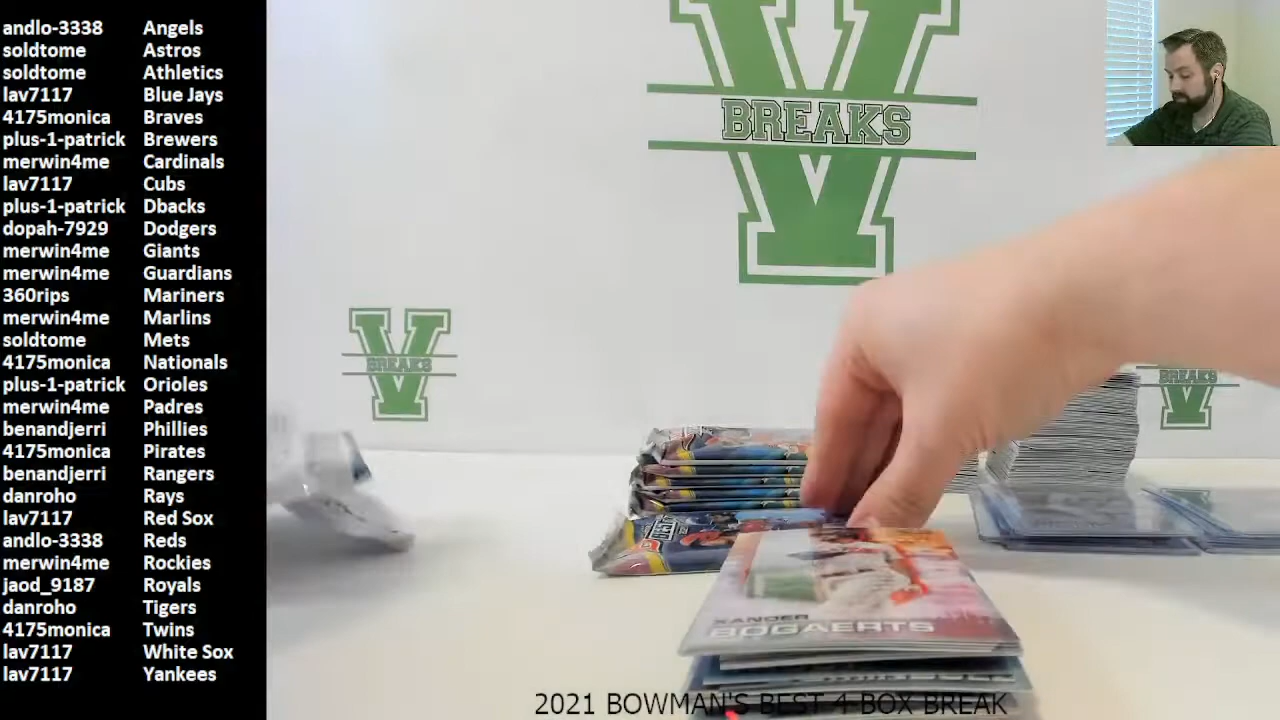 andlo-3338 Angels
soldtome Astros
soldtome Athletics
lav7117 Blue Jays
4175monica Braves
plus-1-patrick Brewers
merwin4me Cardinals
lav7117 Cubs
plus-1-patrick Dbacks
dopah-7929 Dodgers
merwin4me Giants
merwin4me Guardians
360rips Mariners
merwin4me Marlins
soldtome Mets
4175monica Nationals
plus-1-patrick Orioles
merwin4me Padres
benandjerri Phillies
4175monica Pirates
benandjerri Rangers
danroho Rays
lav7117 Red Sox
andlo-3338 Reds
merwin4me Rockies
jaod_9187 Royals
danroho Tigers
4175monica Twins
lav7117 White Sox
lav7117 Yankees
V
BREAKS
V
BREAKS
V
BREAKS
XANDER
BOGAERTS
2021 BOWMAN'S BEST 4 BOX BREAK